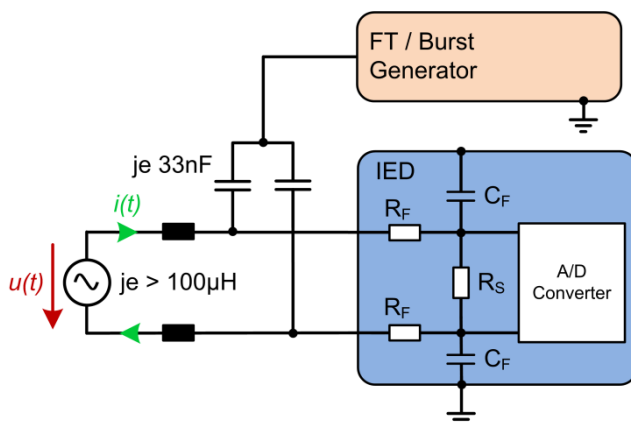 FT / Burst
Generator
je 33nF
IED
i(t)
R_F
C_F
u(t)
je > 100µH
R_S
A/D
Converter
R_F
C_F